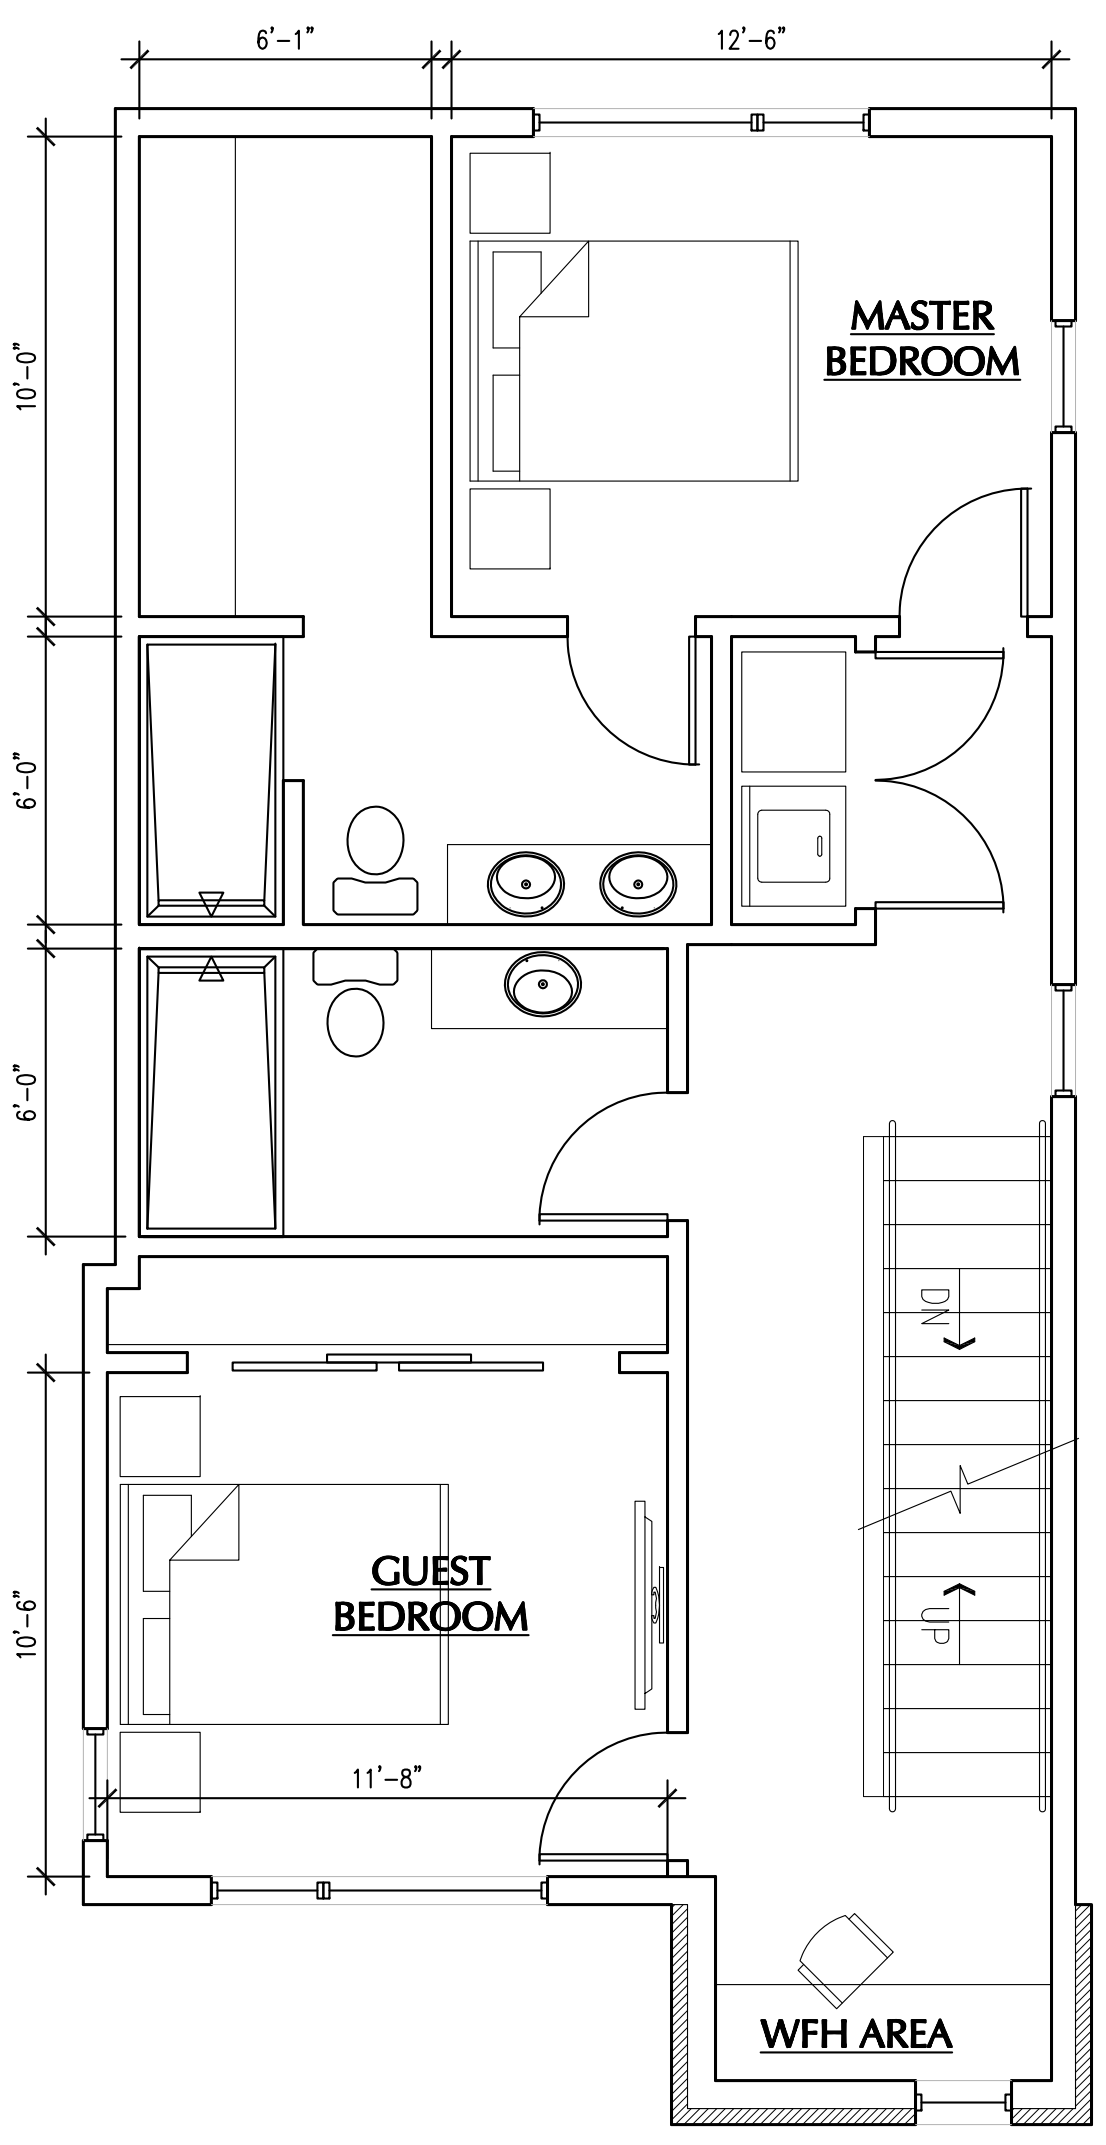 6'-1"
12'-6"
10'-0"
MASTER
BEDROOM
6'-0"
6'-0"
DN
10'-6"
GUEST
BEDROOM
UP
11'-8"
WFH AREA